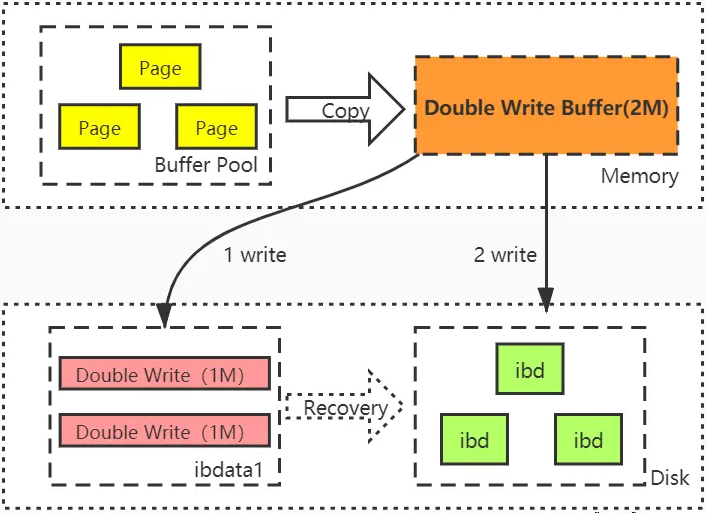 Page
Page
Page
Buffer Pool
Copy
Double Write Buffer(2M)
Memory
1 write
2 write
Double Write（1M）
Double Write（1M）
ibdata1
Recovery
ibd
ibd
ibd
Disk